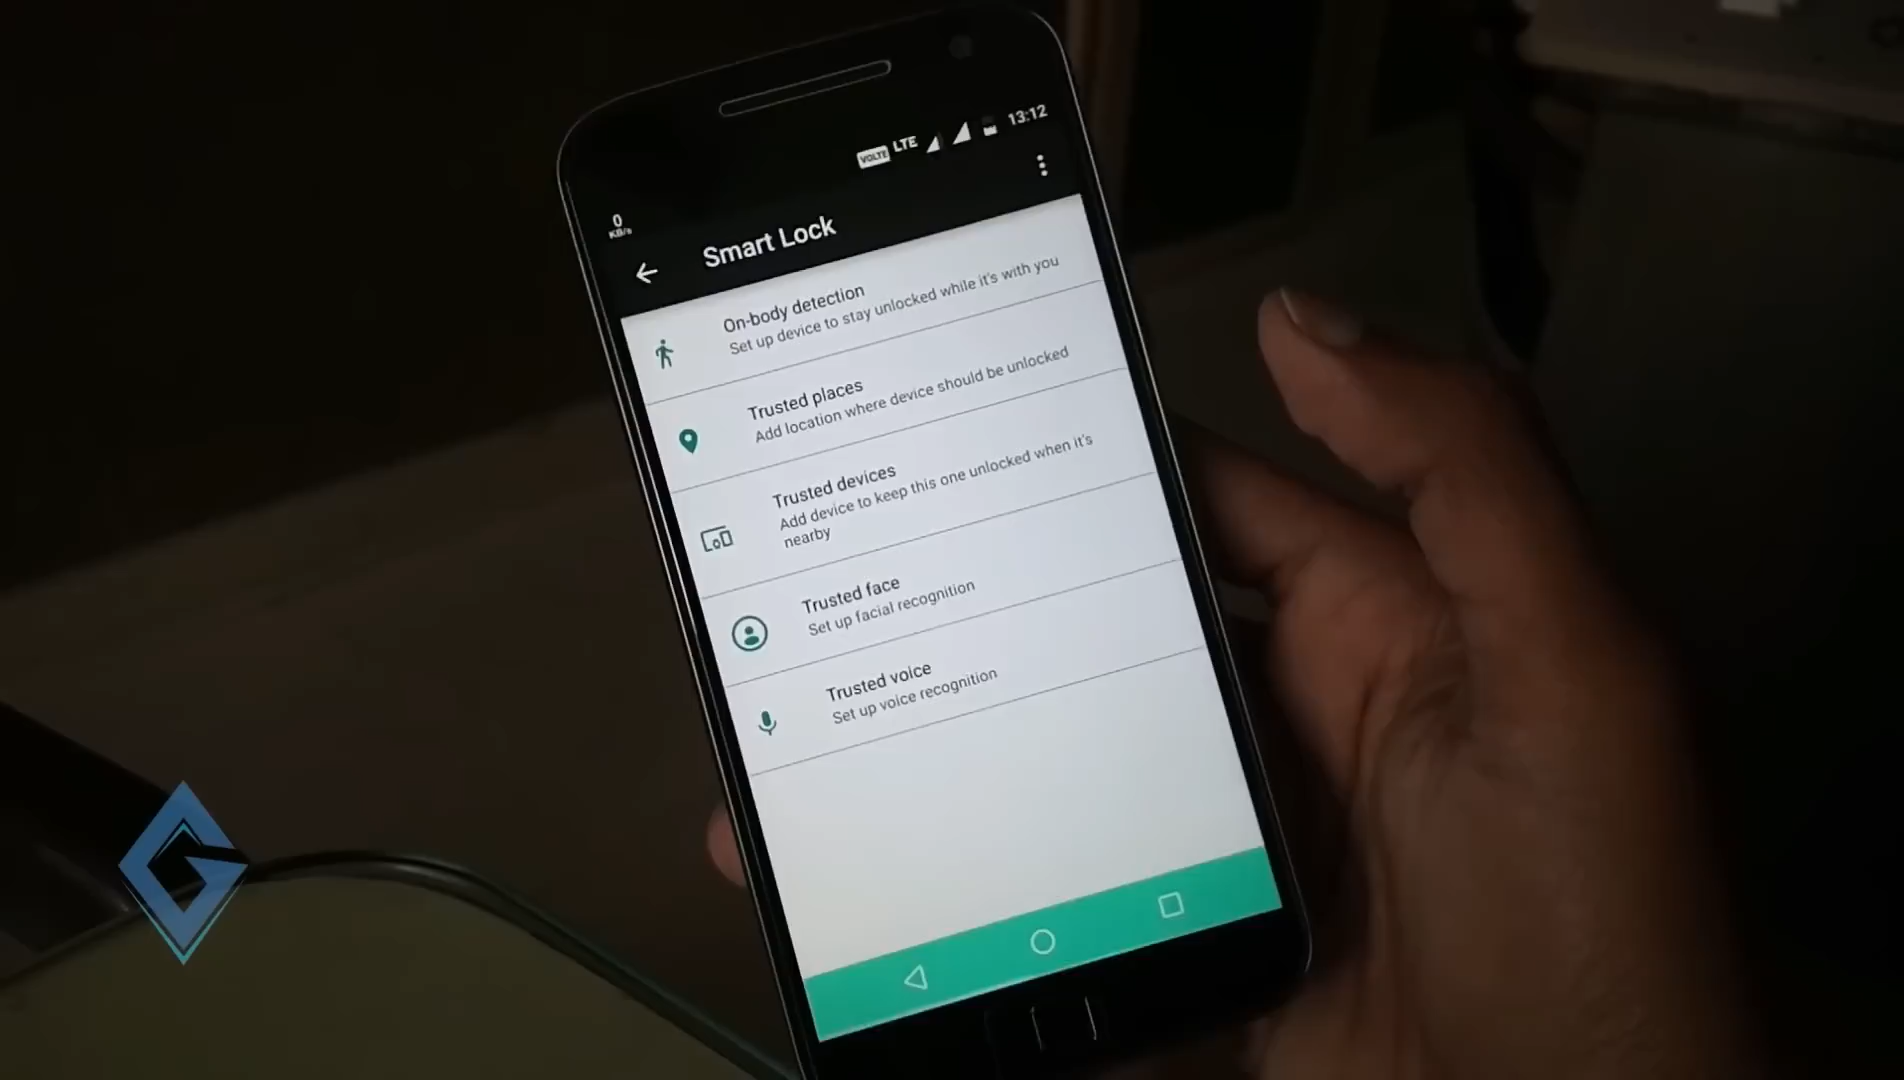 VOLTE LTE 13:12
0
KB/s
Smart Lock
On-body detection
Set up device to stay unlocked while it's with you
Trusted places
Add location where device should be unlocked
Trusted devices
Add device to keep this one unlocked when it's
nearby
Trusted face
Set up facial recognition
Trusted voice
Set up voice recognition